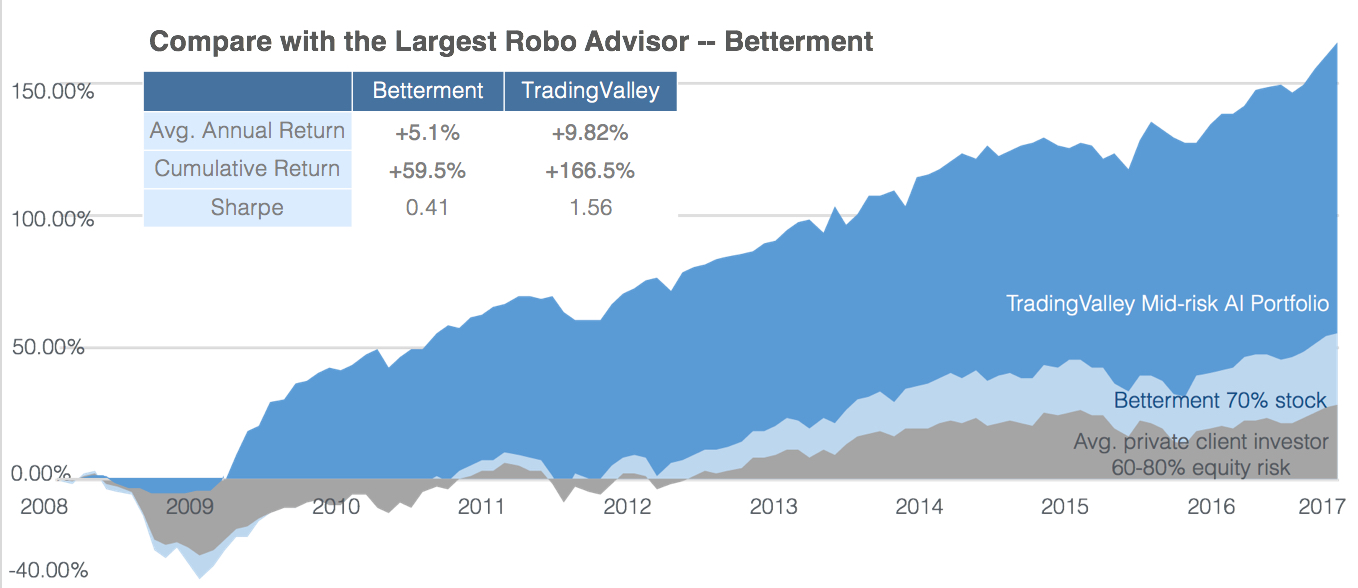 Compare with the Largest Robo Advisor -- Betterment
150.00%
Betterment TradingValley
Avg. Annual Return +5.1% +9.82%
Cumulative Return +59.5% +166.5%
Sharpe 0.41 1.56
100.00%
TradingValley Mid-risk AI Portfolio
50.00%
Betterment 70% stock
Avg. private client investor
60-80% equity risk
0.00%
2008 2009 2010 2011 2012 2013 2014 2015 2016 2017
-40.00%